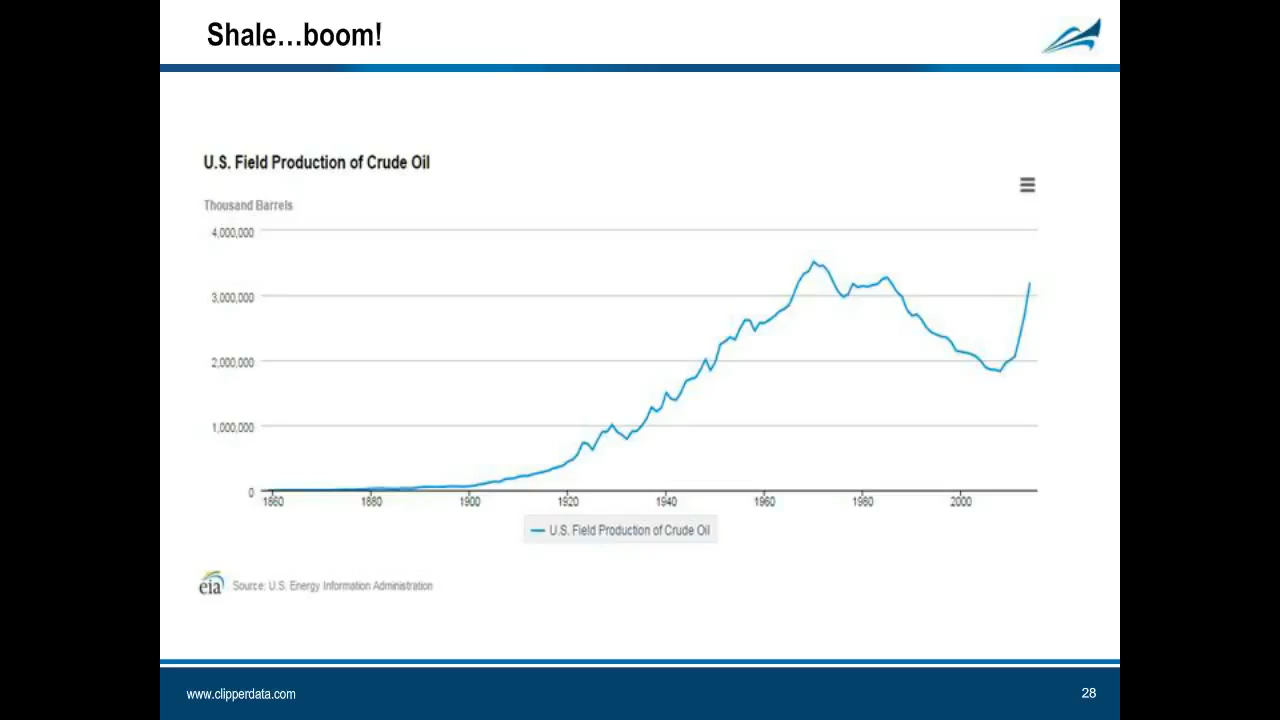 Shale…boom!
U.S. Field Production of Crude Oil
Thousand Barrels
4,000,000
3,000,000
2,000,000
1,000,000
0
1860 1880 1900 1920 1940 1960 1980 2000
U.S. Field Production of Crude Oil
eia Source: U.S. Energy Information Administration
www.clipperdata.com
28